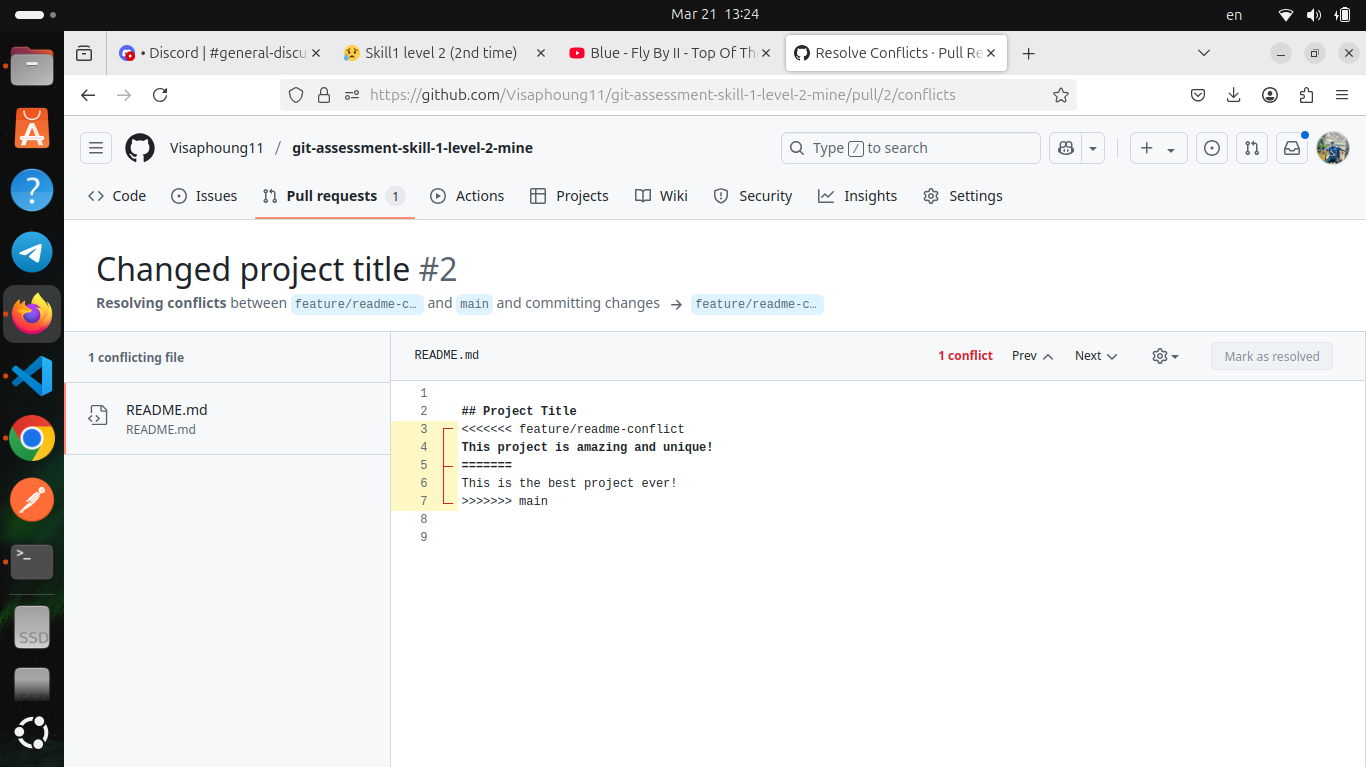 Mar 21 13:24
en
• Discord | #general-discu
Skill1 level 2 (2nd time)
Blue - Fly By II - Top Of Th
Resolve Conflicts · Pull Re
https://github.com/Visaphoung11/git-assessment-skill-1-level-2-mine/pull/2/conflicts
Visaphoung11 / git-assessment-skill-1-level-2-mine
Type / to search
Code
Issues
Pull requests 1
Actions
Projects
Wiki
Security
Insights
Settings
Changed project title #2
Resolving conflicts between feature/readme-c… and main and committing changes → feature/readme-c…
1 conflicting file
README.md
README.md
README.md
1 conflict
Prev
Next
Mark as resolved
1
2 ## Project Title
3 <<<<<<< feature/readme-conflict
4 This project is amazing and unique!
5 =======
6 This is the best project ever!
7 >>>>>>> main
8
9
SSD